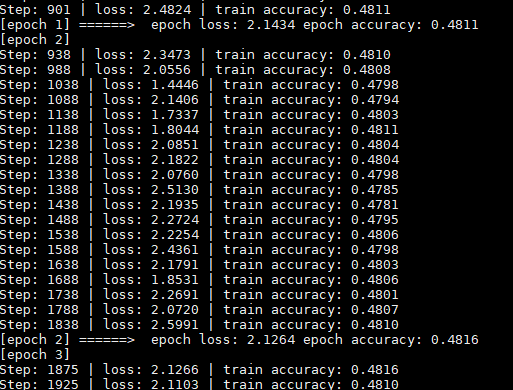 Step: 901 | loss: 2.4824 | train accuracy: 0.4811
[epoch 1] ======>  epoch loss: 2.1434 epoch accuracy: 0.4811
[epoch 2]
Step: 938 | loss: 2.3473 | train accuracy: 0.4810
Step: 988 | loss: 2.0556 | train accuracy: 0.4808
Step: 1038 | loss: 1.4446 | train accuracy: 0.4798
Step: 1088 | loss: 2.1406 | train accuracy: 0.4794
Step: 1138 | loss: 1.7337 | train accuracy: 0.4803
Step: 1188 | loss: 1.8044 | train accuracy: 0.4811
Step: 1238 | loss: 2.0851 | train accuracy: 0.4804
Step: 1288 | loss: 2.1822 | train accuracy: 0.4804
Step: 1338 | loss: 2.0760 | train accuracy: 0.4798
Step: 1388 | loss: 2.5130 | train accuracy: 0.4785
Step: 1438 | loss: 2.1935 | train accuracy: 0.4781
Step: 1488 | loss: 2.2724 | train accuracy: 0.4795
Step: 1538 | loss: 2.2254 | train accuracy: 0.4806
Step: 1588 | loss: 2.4361 | train accuracy: 0.4798
Step: 1638 | loss: 2.1791 | train accuracy: 0.4803
Step: 1688 | loss: 1.8531 | train accuracy: 0.4806
Step: 1738 | loss: 2.2691 | train accuracy: 0.4801
Step: 1788 | loss: 2.0720 | train accuracy: 0.4807
Step: 1838 | loss: 2.5991 | train accuracy: 0.4810
[epoch 2] ======>  epoch loss: 2.1264 epoch accuracy: 0.4816
[epoch 3]
Step: 1875 | loss: 2.1266 | train accuracy: 0.4816
Step: 1925 | loss: 2.1103 | train accuracy: 0.4810